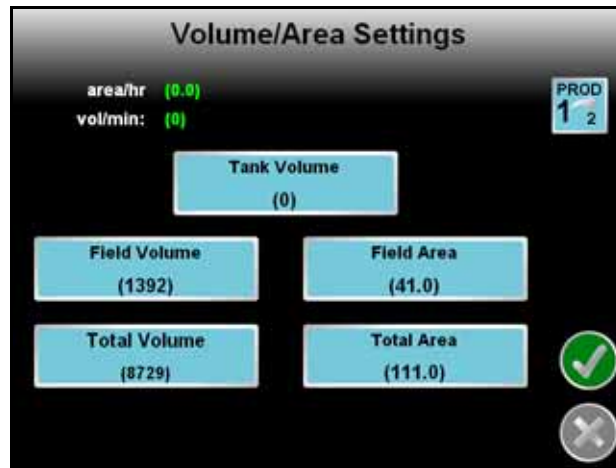 Volume/Area Settings
area/hr (0.0)
vol/min: (0)
PROD
1 2
Tank Volume
(0)
Field Volume
(1392)
Field Area
(41.0)
Total Volume
(8729)
Total Area
(111.0)